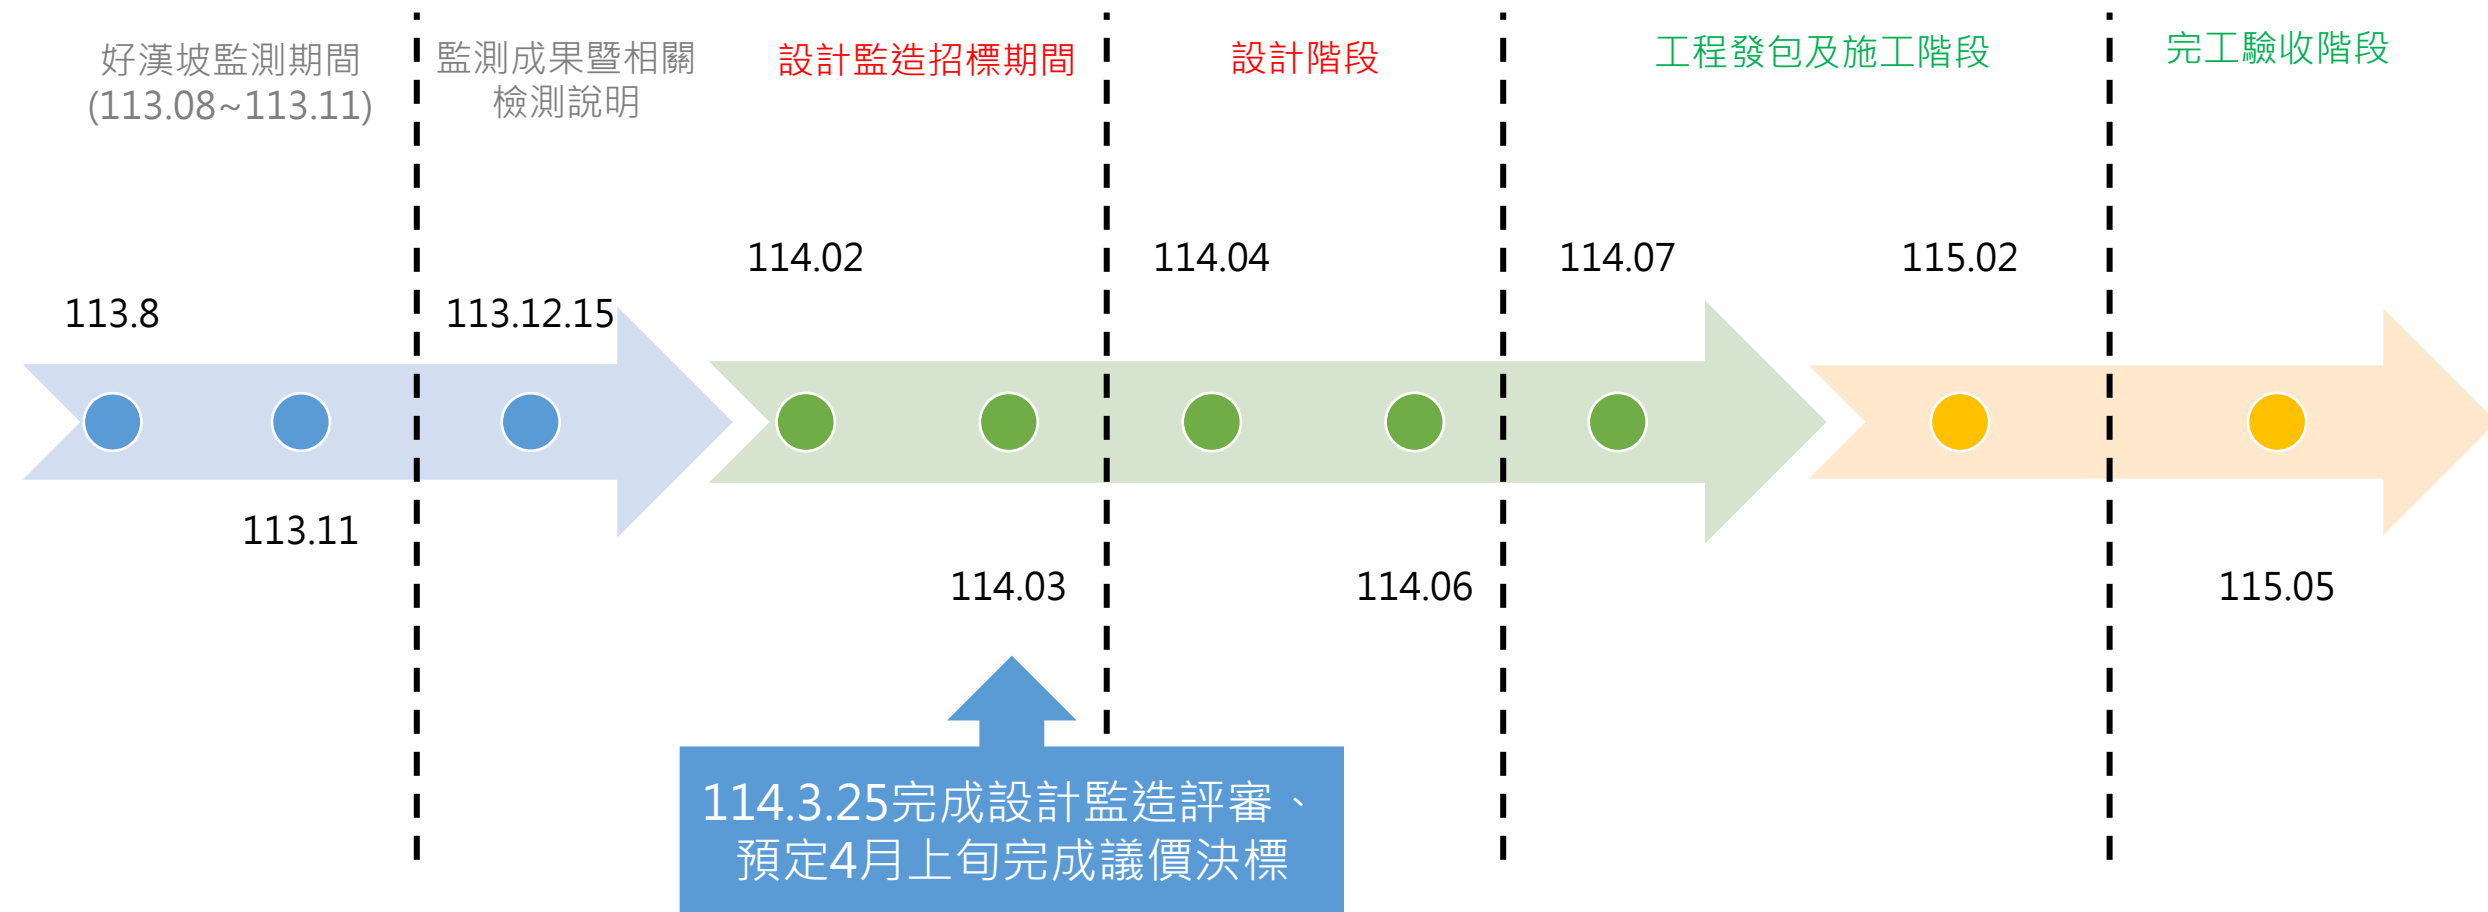 好漢坡監測期間
(113.08~113.11)
監測成果暨相關
檢測說明
設計監造招標期間
設計階段
工程發包及施工階段
完工驗收階段
113.8
113.11
113.12.15
114.02
114.03
114.04
114.06
114.07
115.02
115.05
114.3.25完成設計監造評審、
預定4月上旬完成議價決標